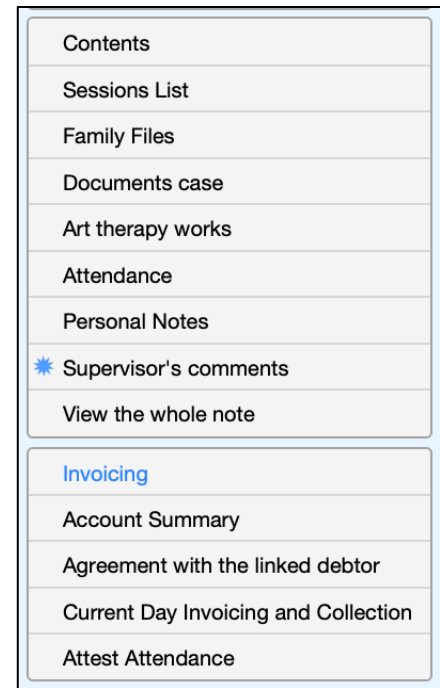 Contents
Sessions List
Family Files
Documents case
Art therapy works
Attendance
Personal Notes
Supervisor's comments
View the whole note
Invoicing
Account Summary
Agreement with the linked debtor
Current Day Invoicing and Collection
Attest Attendance